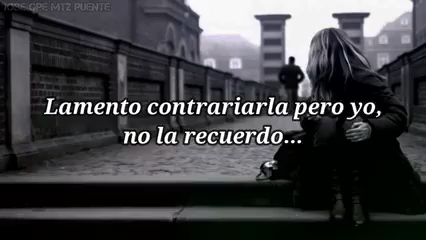 JOSE GPE MTZ PUENTE
Lamento contrariarla pero yo,
no la recuerdo...